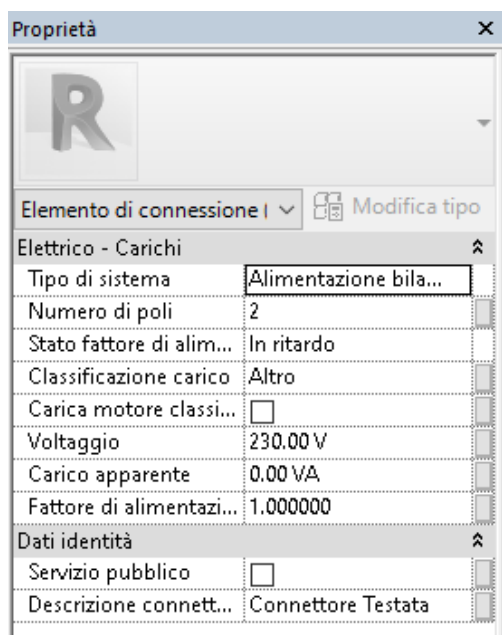 Proprietà
Elemento di connessione (
Modifica tipo
Elettrico - Carichi
Tipo di sistema Alimentazione bila...
Numero di poli 2
Stato fattore di alim... In ritardo
Classificazione carico Altro
Carica motore classi...
Voltaggio 230.00 V
Carico apparente 0.00 VA
Fattore di alimentazi... 1.000000
Dati identità
Servizio pubblico
Descrizione connett... Connettore Testata